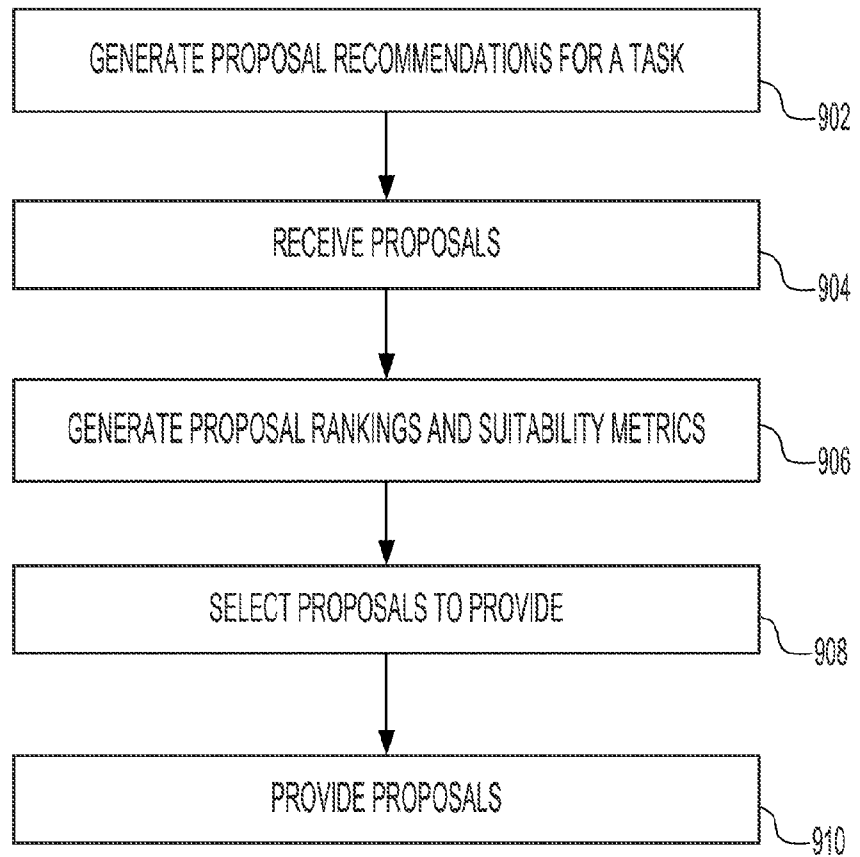 GENERATE PROPOSAL RECOMMENDATIONS FOR A TASK
902
RECEIVE PROPOSALS
904
GENERATE PROPOSAL RANKINGS AND SUITABILITY METRICS
906
SELECT PROPOSALS TO PROVIDE
908
PROVIDE PROPOSALS
910